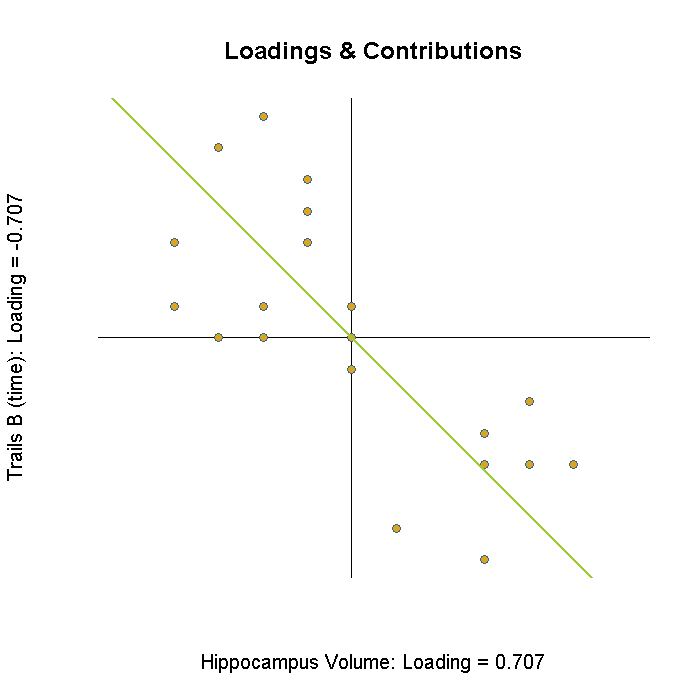 Loadings & Contributions
Trails B (time): Loading = -0.707
Hippocampus Volume: Loading = 0.707